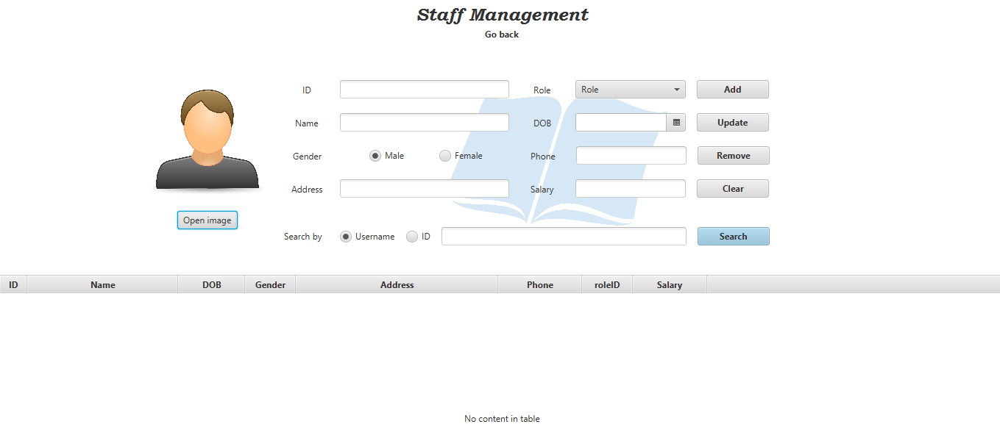 Staff Management
Go back
ID Role Role Add
Name DOB Update
Gender Male Female Phone Remove
Address Salary Clear
Open image
Search by Username ID Search
ID Name DOB Gender Address Phone roleID Salary
No content in table